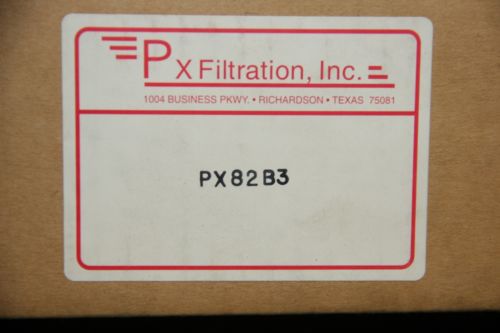 PX Filtration, Inc.
1004 BUSINESS PKWY. • RICHARDSON • TEXAS 75081
PX82B3